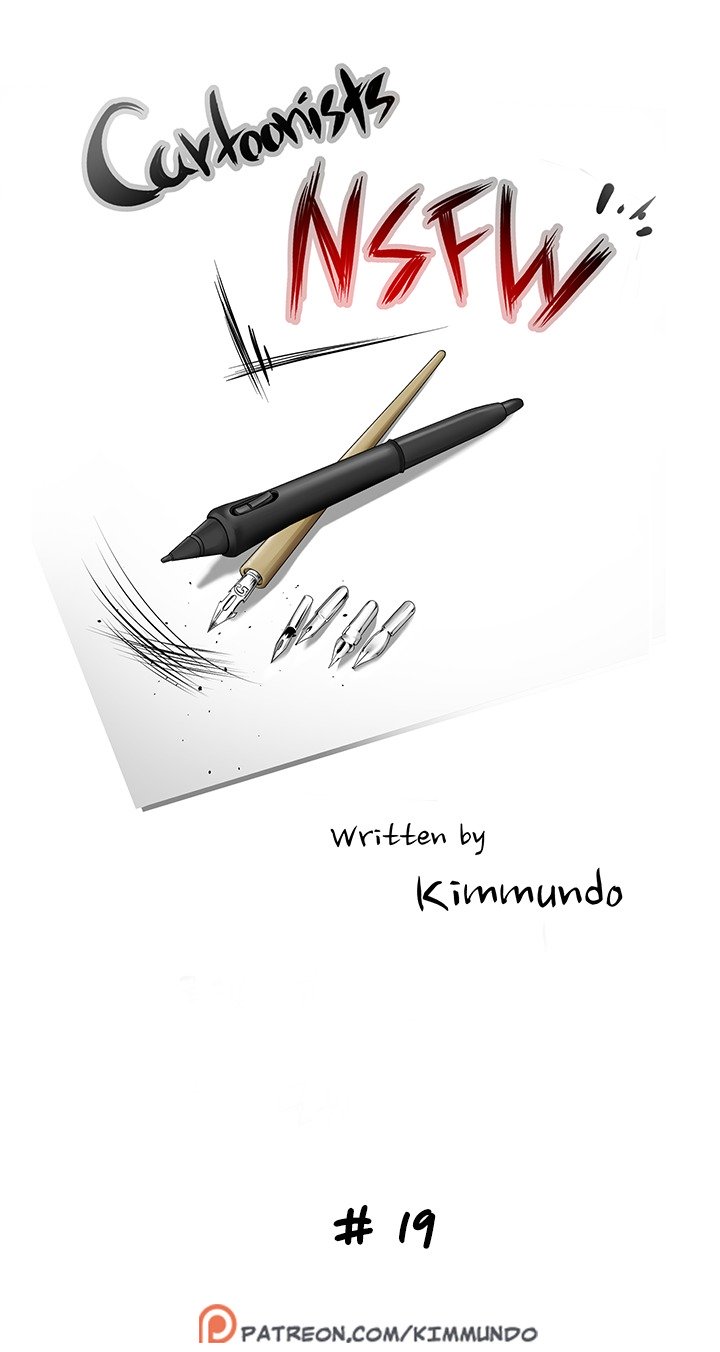 Cartoonists
NSFW
G
Written by
Kimmundo
# 19
PATREON.COM/KIMMUNDO